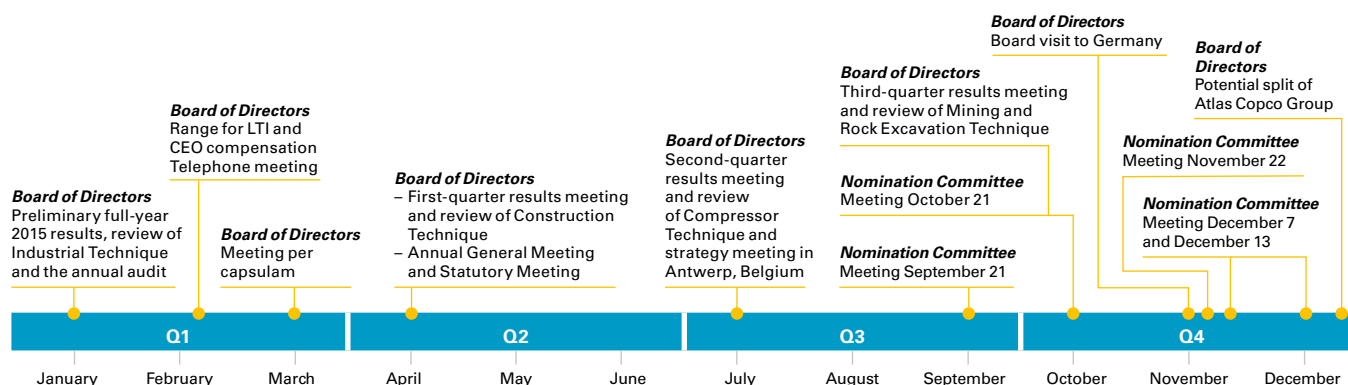 Board of Directors
Preliminary full-year
2015 results, review of
Industrial Technique
and the annual audit
Board of Directors
Range for LTI and
CEO compensation
Telephone meeting
Board of Directors
Meeting per
capsulam
Board of Directors
– First-quarter results meeting
and review of Construction
Technique
– Annual General Meeting
and Statutory Meeting
Board of Directors
Second-quarter
results meeting
and review
of Compressor
Technique and
strategy meeting in
Antwerp, Belgium
Board of Directors
Third-quarter results meeting
and review of Mining and
Rock Excavation Technique
Nomination Committee
Meeting October 21
Nomination Committee
Meeting September 21
Board of Directors
Board visit to Germany
Board of
Directors
Potential split of
Atlas Copco Group
Nomination Committee
Meeting November 22
Nomination Committee
Meeting December 7
and December 13
Q1
Q2
Q3
Q4
January
February
March
April
May
June
July
August
September
October
November
December